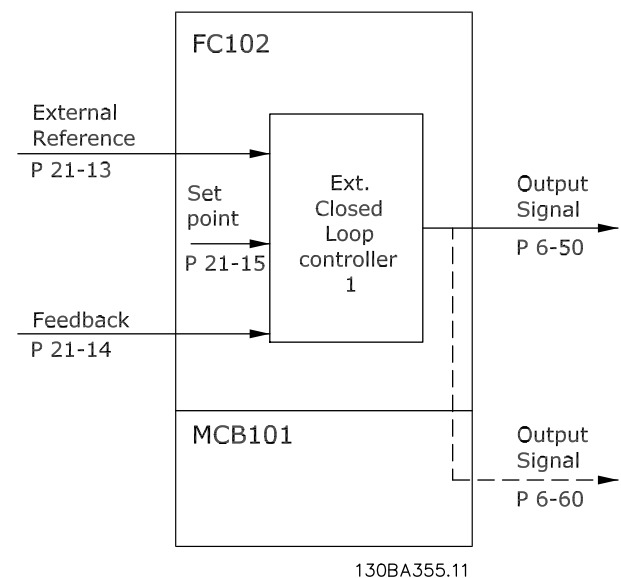 FC102
External
Reference
P 21-13
Set
point
P 21-15
Ext.
Closed
Loop
controller
1
Output
Signal
P 6-50
Feedback
P 21-14
MCB101
Output
Signal
P 6-60
130BA355.11